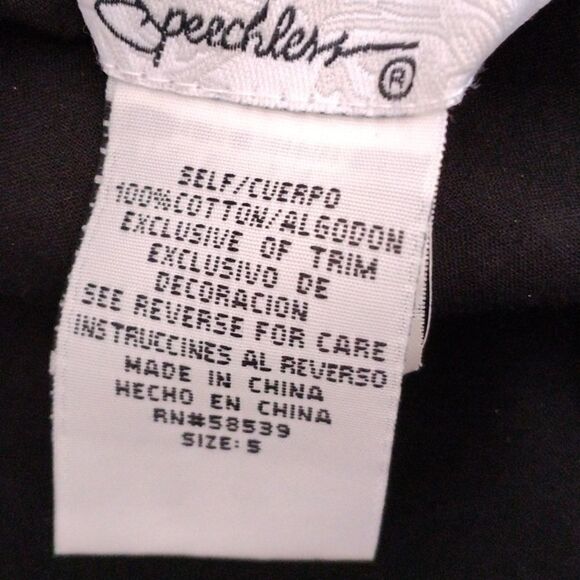 Speechless ®
SELF/CUERPO
100%COTTON/ALGODON
EXCLUSIVE OF TRIM
EXCLUSIVO DE
DECORACION
SEE REVERSE FOR CARE
INSTRUCCINES AL REVERSO
MADE IN CHINA
HECHO EN CHINA
RN#58539
SIZE: 5